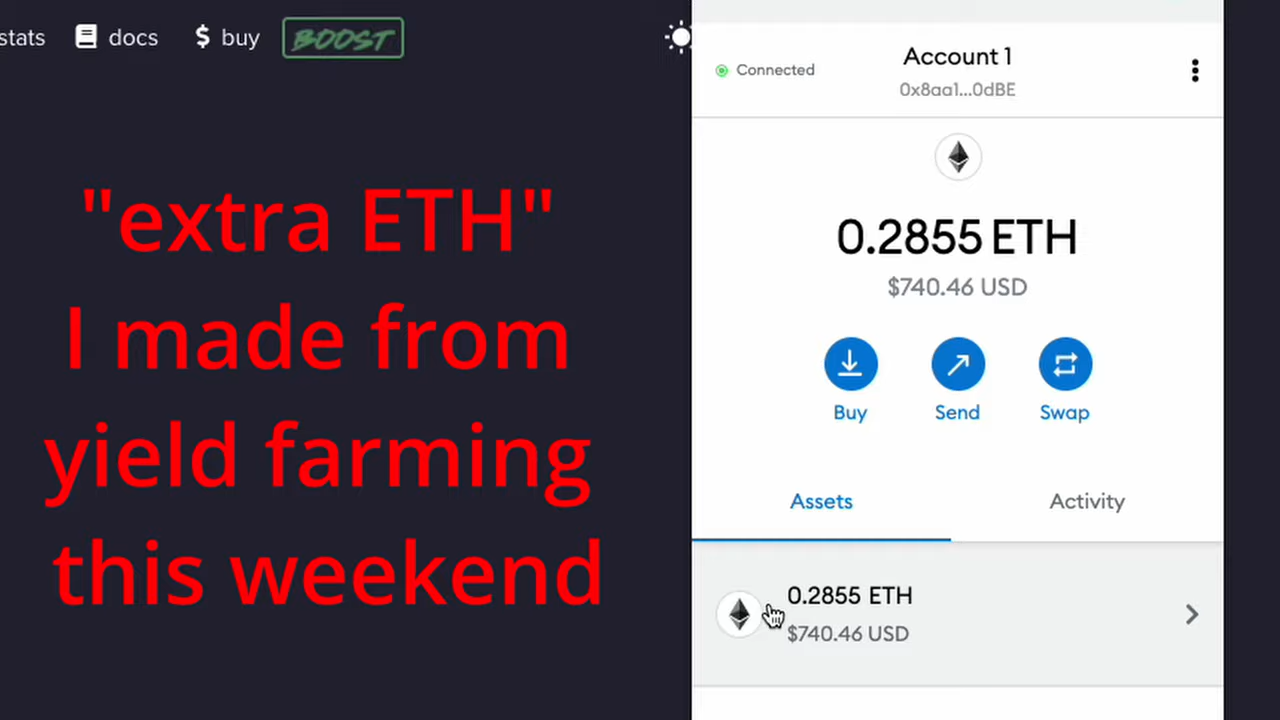 stats docs $ buy BOOST
"extra ETH"
I made from
yield farming
this weekend
Connected
Account 1
0x8aa1...0dBE
0.2855 ETH
$740.46 USD
Buy Send Swap
Assets Activity
0.2855 ETH
$740.46 USD